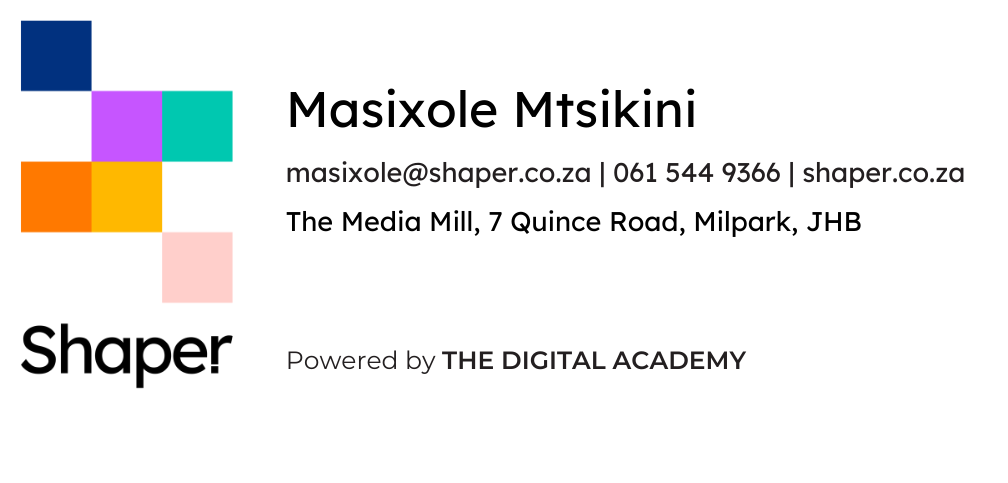 Masixole Mtsikini
masixole@shaper.co.za | 061 544 9366 | shaper.co.za
The Media Mill, 7 Quince Road, Milpark, JHB
Shaper
Powered by THE DIGITAL ACADEMY